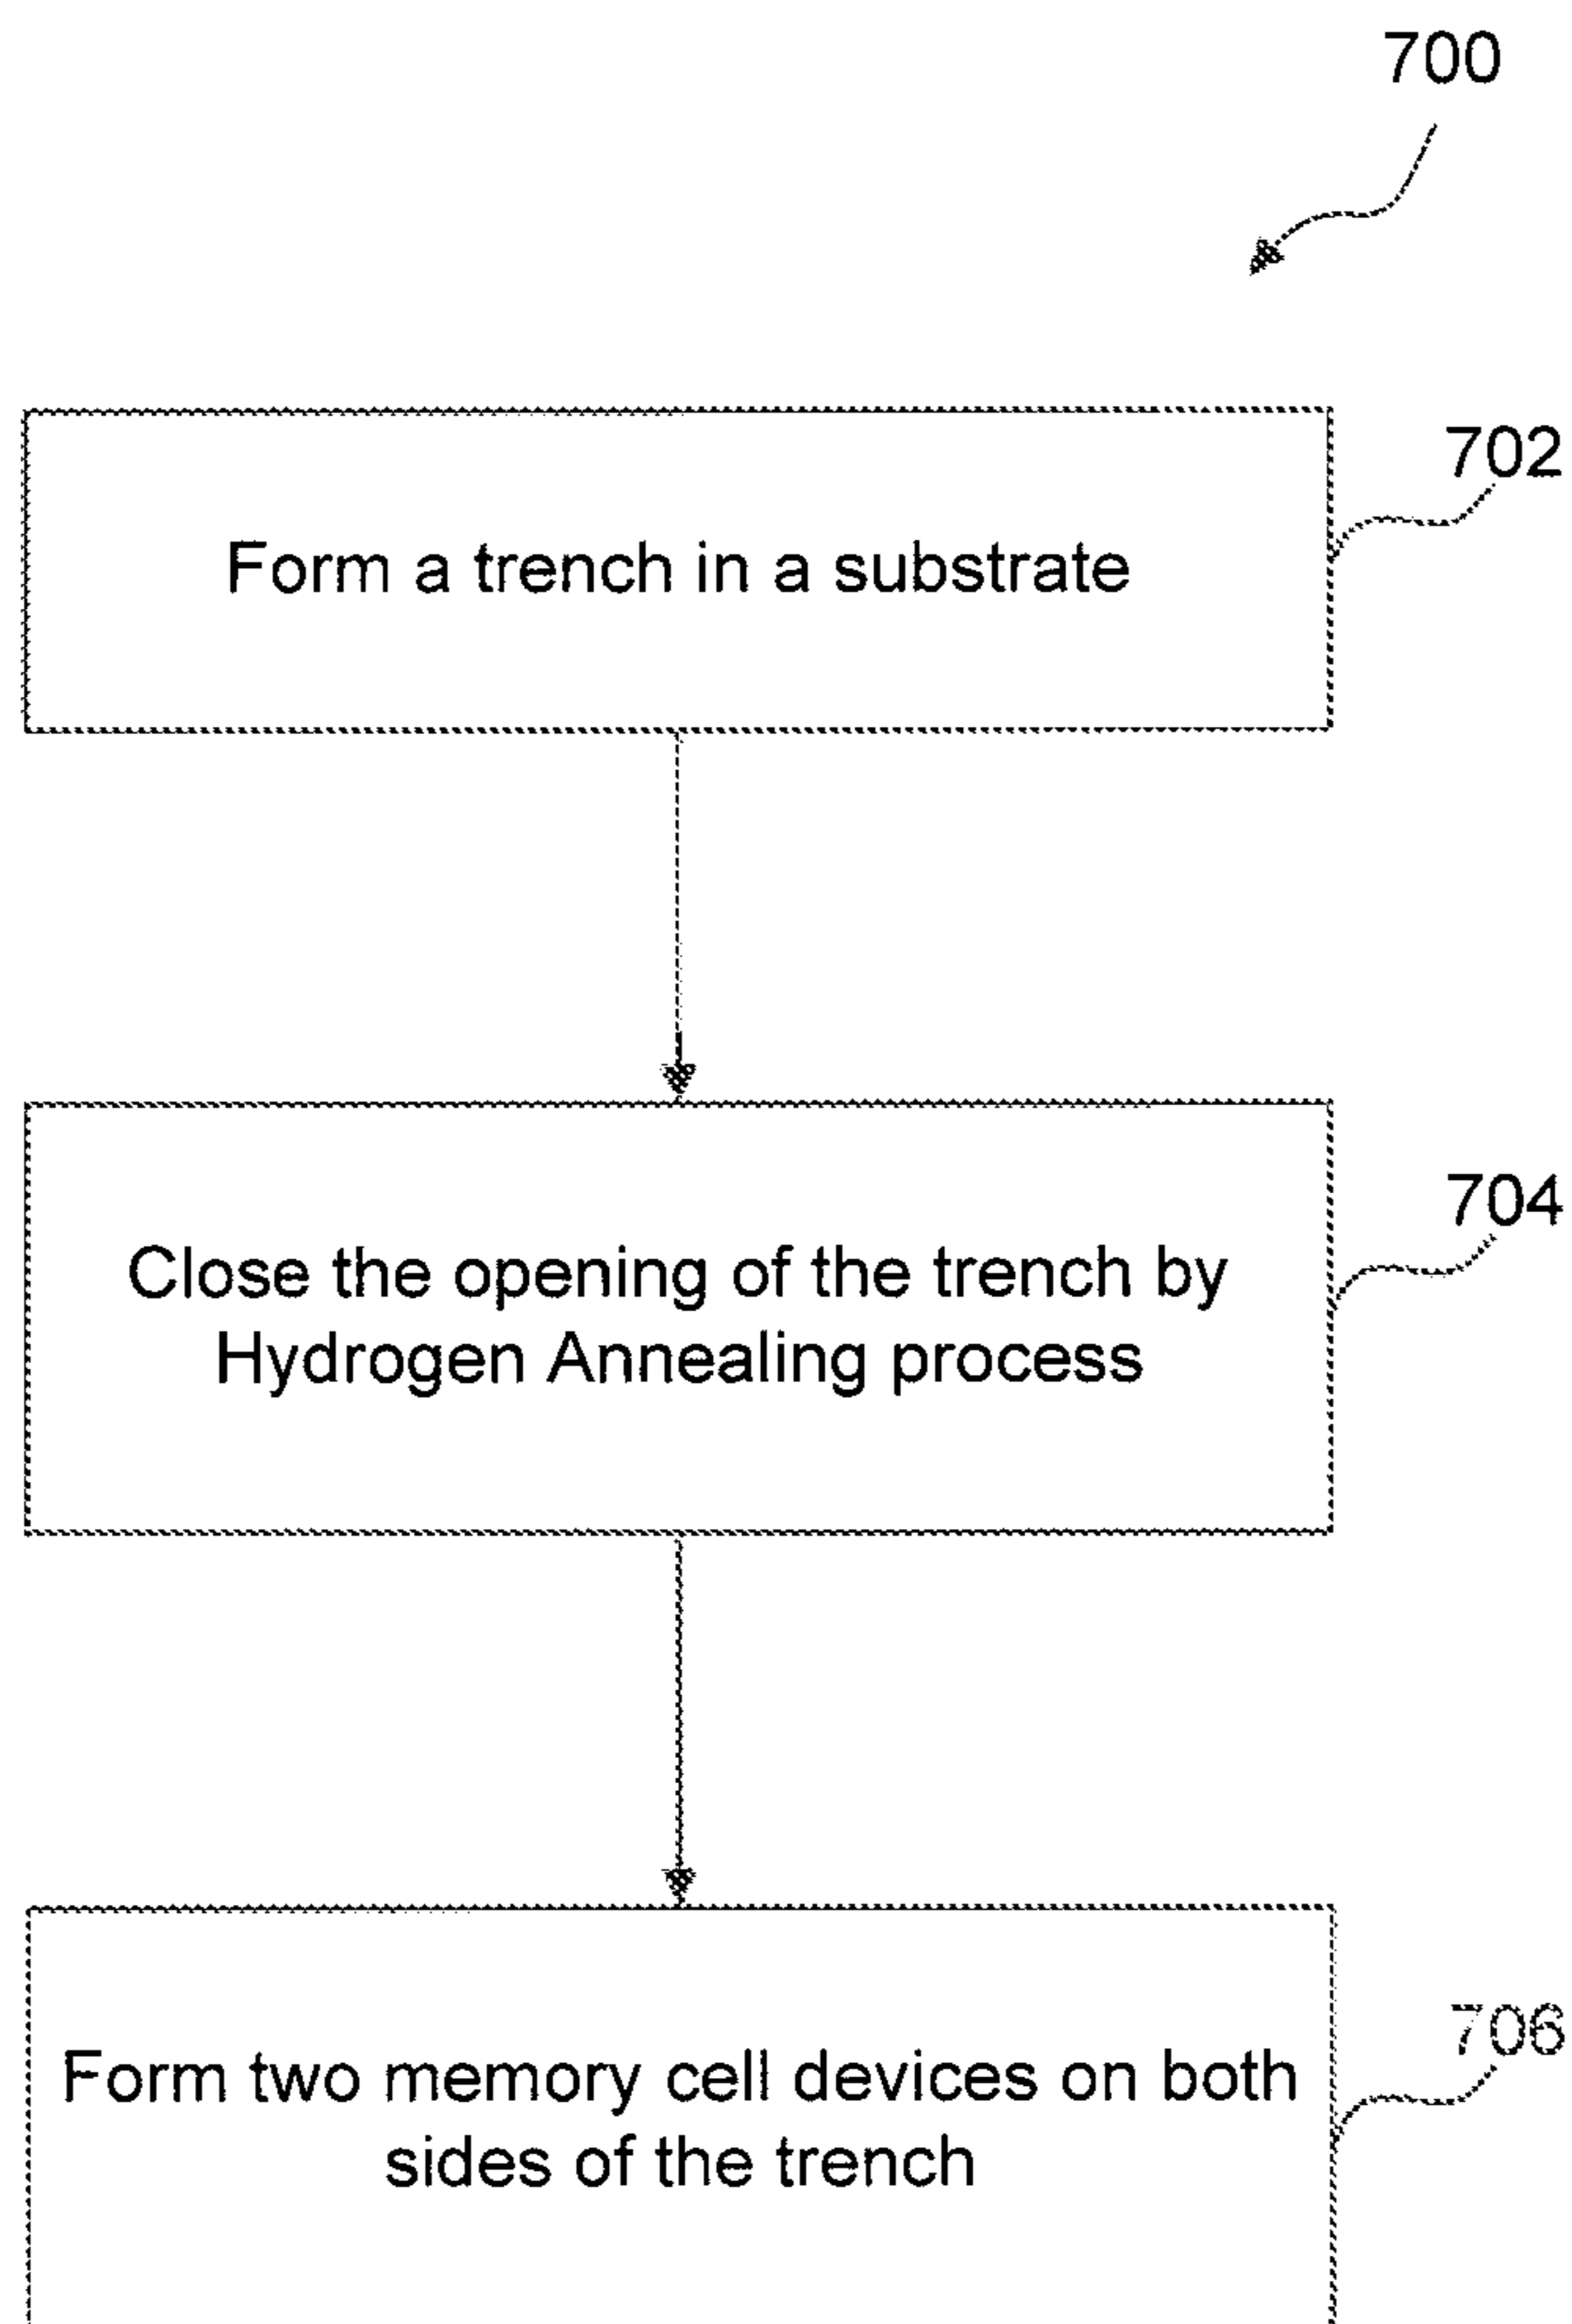 700
702
Form a trench in a substrate
704
Close the opening of the trench by
Hydrogen Annealing process
706
Form two memory cell devices on both
sides of the trench